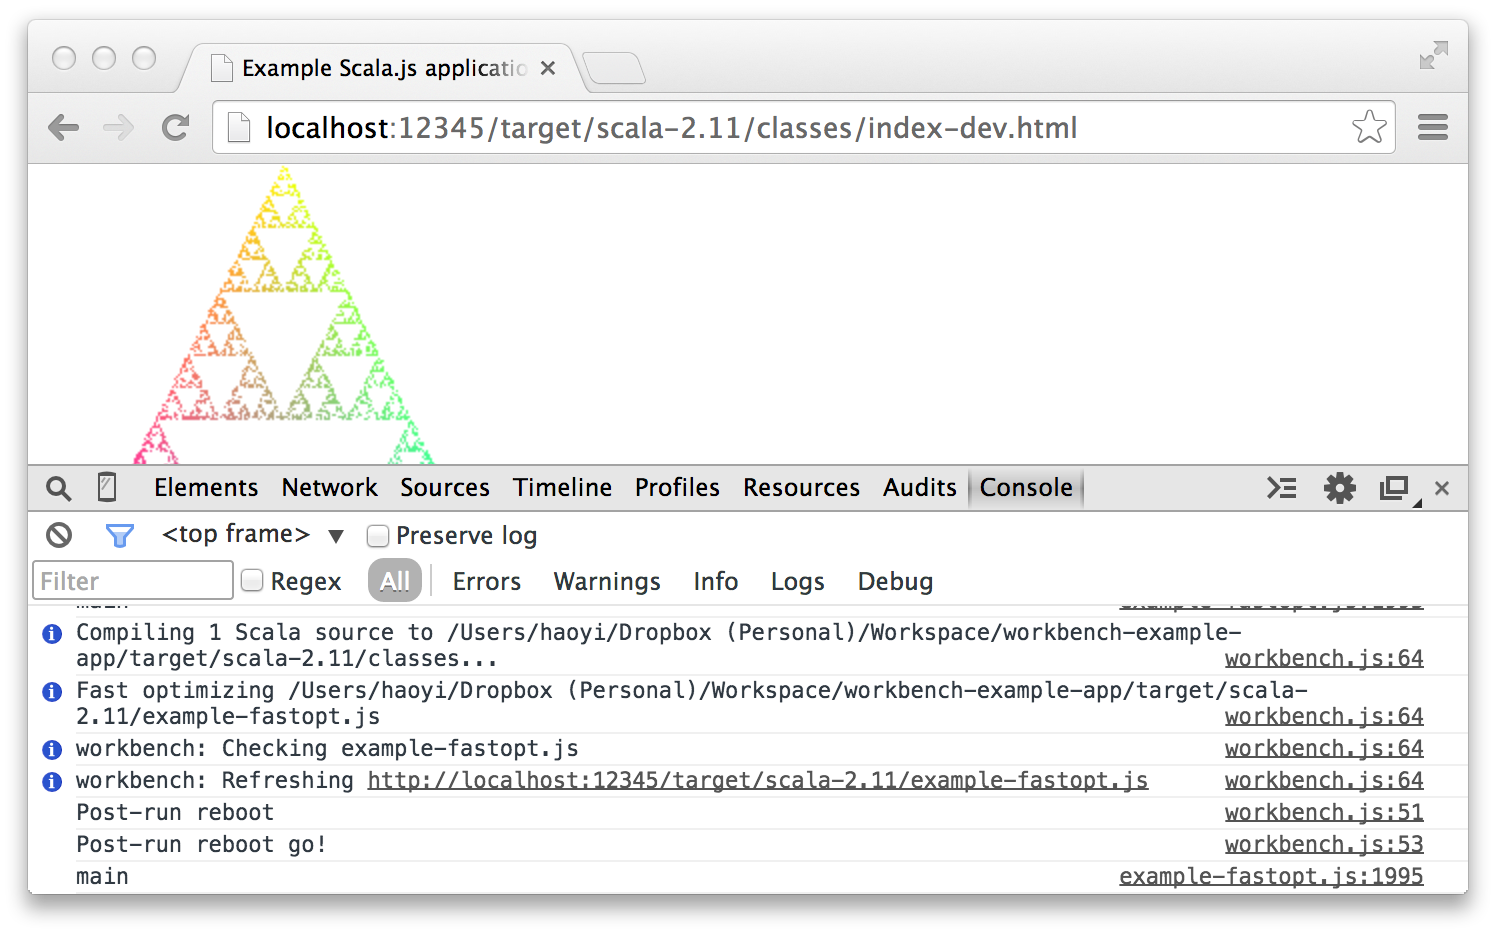 Example Scala.js applicatio
localhost:12345/target/scala-2.11/classes/index-dev.html
Elements Network Sources Timeline Profiles Resources Audits Console
<top frame> ▼ Preserve log
Filter Regex All Errors Warnings Info Logs Debug
main example-fastopt.js:1995
Compiling 1 Scala source to /Users/haoyi/Dropbox (Personal)/Workspace/workbench-example-
app/target/scala-2.11/classes... workbench.js:64
Fast optimizing /Users/haoyi/Dropbox (Personal)/Workspace/workbench-example-app/target/scala-
2.11/example-fastopt.js workbench.js:64
workbench: Checking example-fastopt.js workbench.js:64
workbench: Refreshing http://localhost:12345/target/scala-2.11/example-fastopt.js workbench.js:64
Post-run reboot workbench.js:51
Post-run reboot go! workbench.js:53
main example-fastopt.js:1995